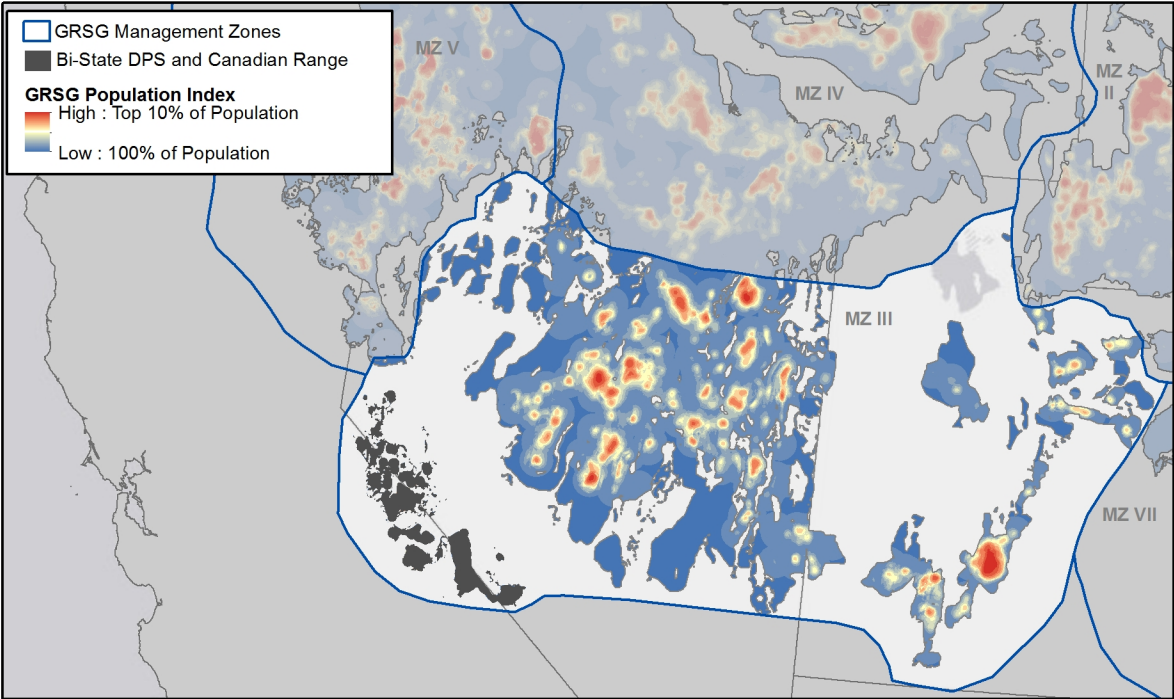 GRSG Management Zones
Bi-State DPS and Canadian Range
GRSG Population Index
High : Top 10% of Population
Low : 100% of Population
MZ V
MZ IV
MZ
II
MZ III
MZ VII